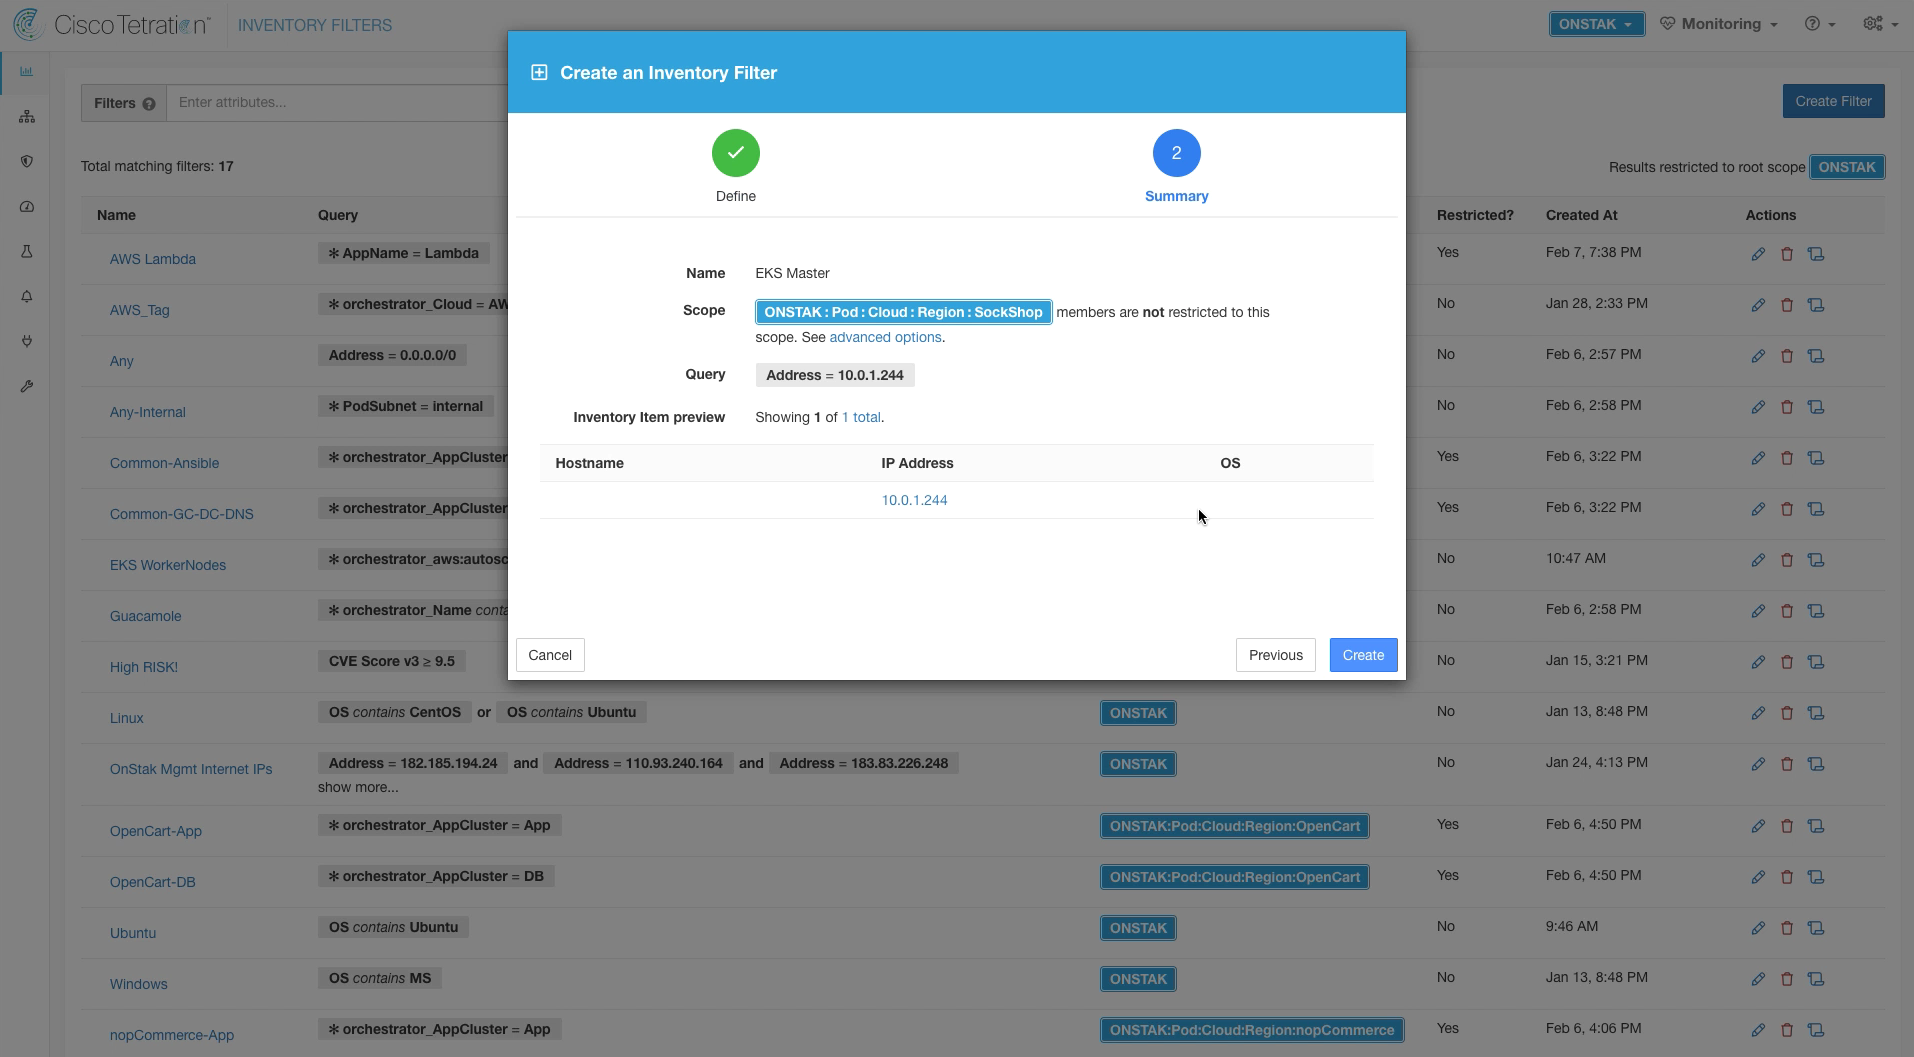 Cisco Tetration™ INVENTORY FILTERS ONSTAK Monitoring
Create an Inventory Filter
Filters Enter attributes... Create Filter
2
Define Summary
Total matching filters: 17 Results restricted to root scope ONSTAK
Name Query Restricted? Created At Actions
AWS Lambda * AppName = Lambda Yes Feb 7, 7:38 PM
AWS_Tag * orchestrator_Cloud = AW No Jan 28, 2:33 PM
Any Address = 0.0.0.0/0 No Feb 6, 2:57 PM
Any-Internal * PodSubnet = internal No Feb 6, 2:58 PM
Common-Ansible * orchestrator_AppCluster Yes Feb 6, 3:22 PM
Common-GC-DC-DNS * orchestrator_AppCluster Yes Feb 6, 3:22 PM
EKS WorkerNodes * orchestrator_aws:autosc No 10:47 AM
Guacamole * orchestrator_Name conta No Feb 6, 2:58 PM
High RISK! CVE Score v3 ≥ 9.5 No Jan 15, 3:21 PM
Name EKS Master
Scope ONSTAK : Pod : Cloud : Region : SockShop members are not restricted to this
scope. See advanced options.
Query Address = 10.0.1.244
Inventory Item preview Showing 1 of 1 total.
Hostname IP Address OS
10.0.1.244
Cancel Previous Create
Linux OS contains CentOS or OS contains Ubuntu ONSTAK No Jan 13, 8:48 PM
OnStak Mgmt Internet IPs Address = 182.185.194.24 and Address = 110.93.240.164 and Address = 183.83.226.248 ONSTAK No Jan 24, 4:13 PM
show more...
OpenCart-App * orchestrator_AppCluster = App ONSTAK:Pod:Cloud:Region:OpenCart Yes Feb 6, 4:50 PM
OpenCart-DB * orchestrator_AppCluster = DB ONSTAK:Pod:Cloud:Region:OpenCart Yes Feb 6, 4:50 PM
Ubuntu OS contains Ubuntu ONSTAK No 9:46 AM
Windows OS contains MS ONSTAK No Jan 13, 8:48 PM
nopCommerce-App * orchestrator_AppCluster = App ONSTAK:Pod:Cloud:Region:nopCommerce Yes Feb 6, 4:06 PM